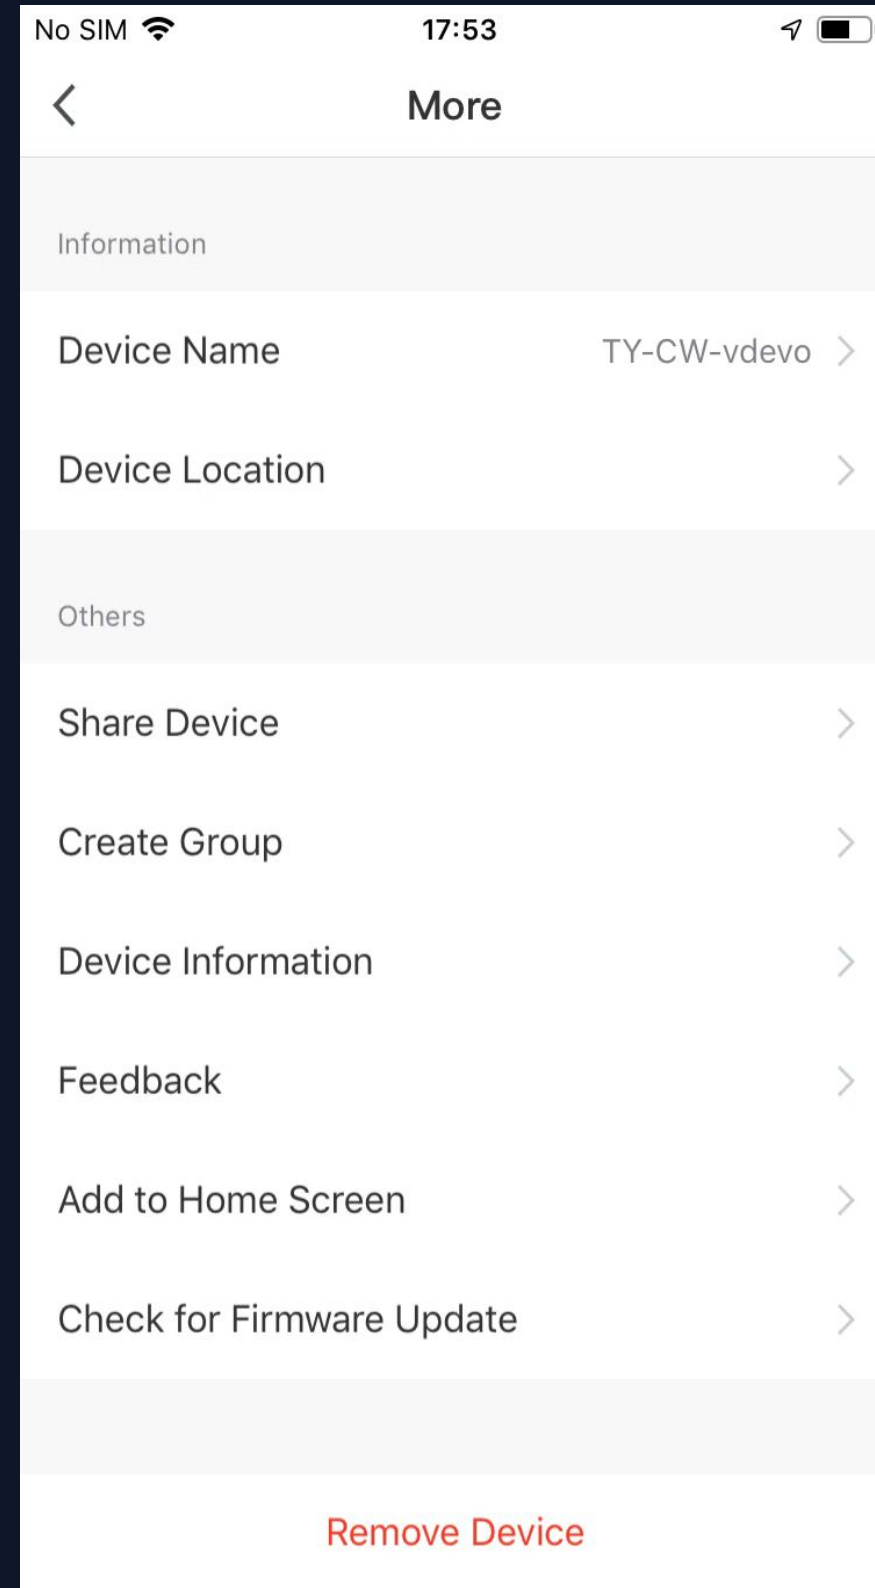 No SIM 17:53
More
Information
Device Name TY-CW-vdevo
Device Location
Others
Share Device
Create Group
Device Information
Feedback
Add to Home Screen
Check for Firmware Update
Remove Device